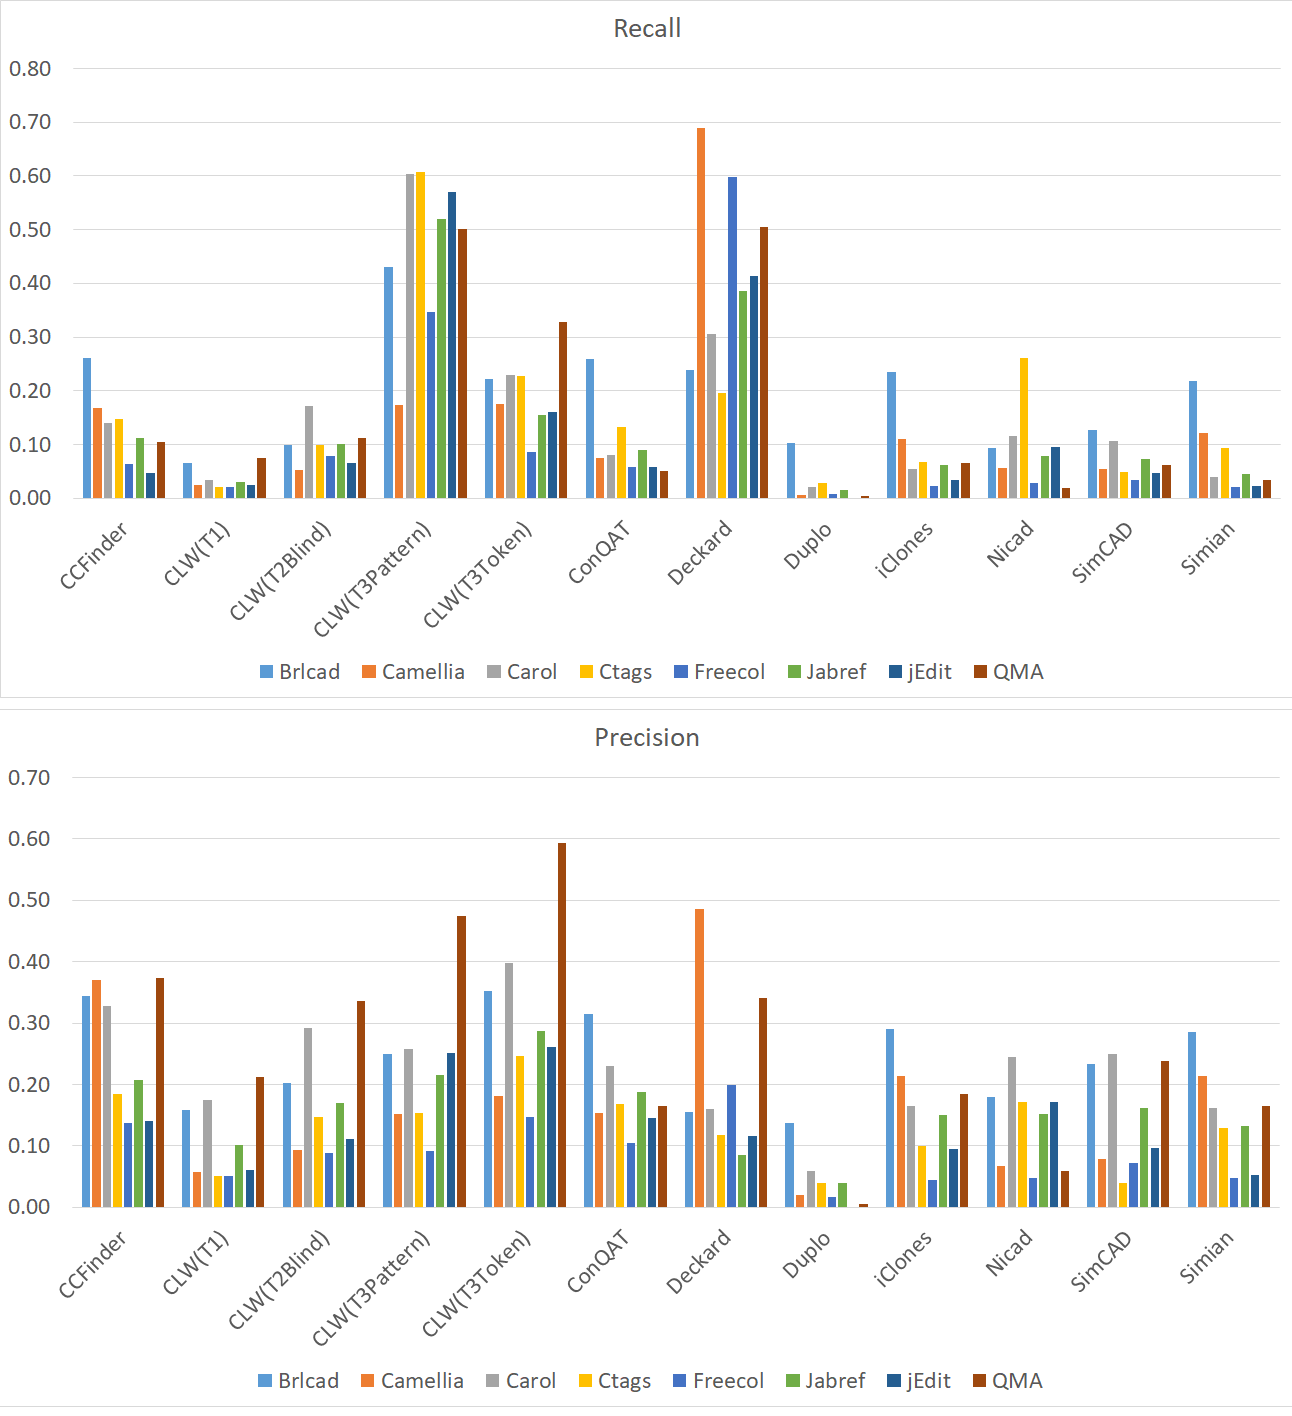 Recall
0.80
0.70
0.60
0.50
0.40
0.30
0.20
0.10
0.00
CCFinder
CLW(T1)
CLW(T2Blind)
CLW(T3Pattern)
CLW(T3Token)
ConQAT
Deckard
Duplo
iClones
Nicad
SimCAD
Simian
Brlcad Camellia Carol Ctags Freecol Jabref jEdit QMA
Precision
0.70
0.60
0.50
0.40
0.30
0.20
0.10
0.00
CCFinder
CLW(T1)
CLW(T2Blind)
CLW(T3Pattern)
CLW(T3Token)
ConQAT
Deckard
Duplo
iClones
Nicad
SimCAD
Simian
Brlcad Camellia Carol Ctags Freecol Jabref jEdit QMA